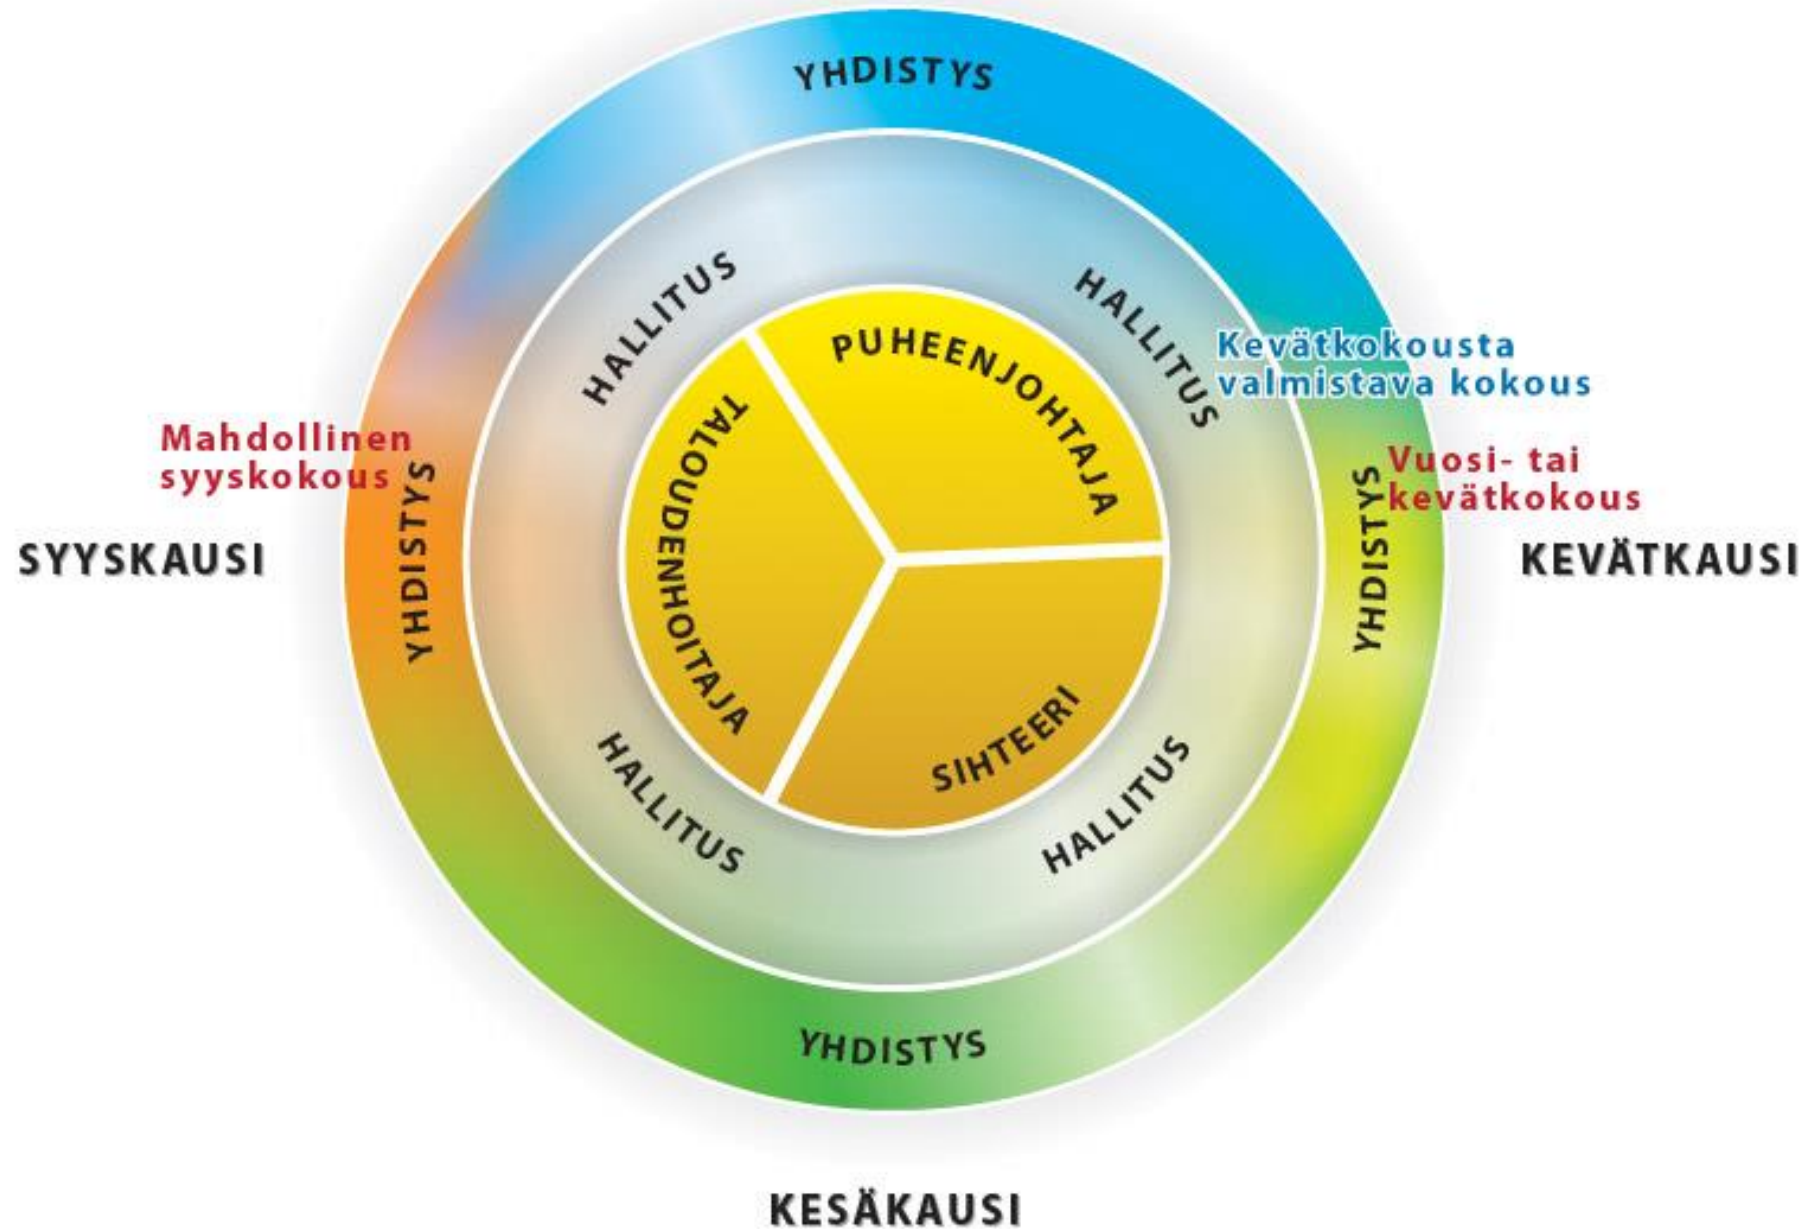 YHDISTYS
HALLITUS
HALLITUS
PUHEENJOHTAJA
Kevätkokousta
valmistava kokous
TALOUDENHOITAJA
Mahdollinen
syyskokous
Vuosi- tai
kevätkokous
YHDISTYS
YHDISTYS
SYYSKAUSI
KEVÄTKAUSI
SIHTEERI
HALLITUS
HALLITUS
YHDISTYS
KESÄKAUSI